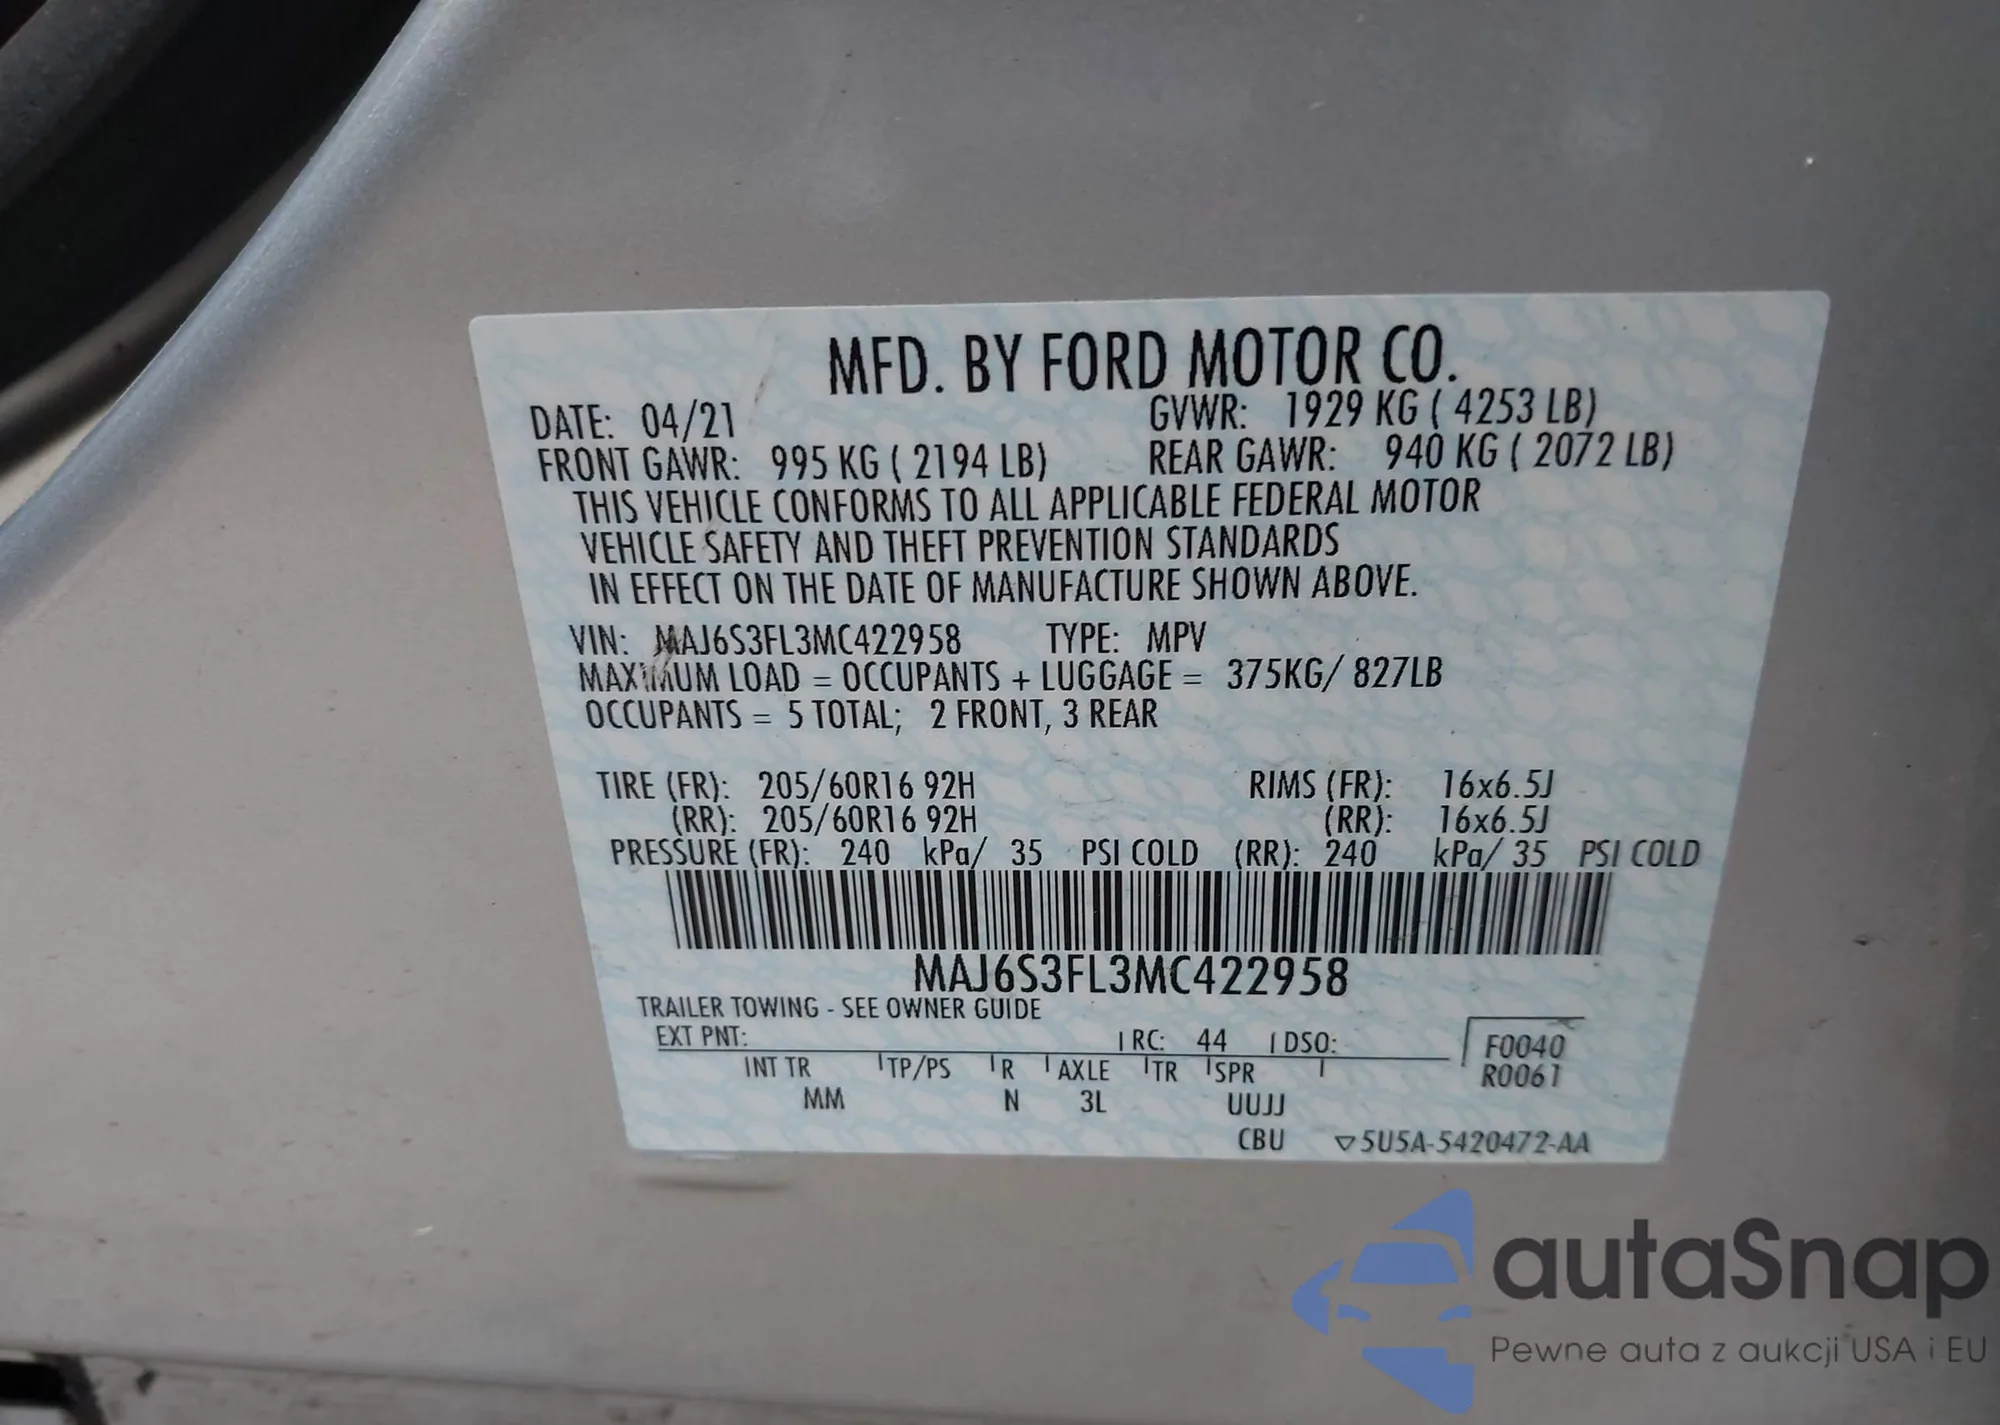 MFD. BY FORD MOTOR CO.
DATE: 04/21 GVWR: 1929 KG ( 4253 LB)
FRONT GAWR: 995 KG ( 2194 LB) REAR GAWR: 940 KG ( 2072 LB)
THIS VEHICLE CONFORMS TO ALL APPLICABLE FEDERAL MOTOR
VEHICLE SAFETY AND THEFT PREVENTION STANDARDS
IN EFFECT ON THE DATE OF MANUFACTURE SHOWN ABOVE.
VIN: MAJ6S3FL3MC422958 TYPE: MPV
MAXIMUM LOAD = OCCUPANTS + LUGGAGE = 375KG/ 827LB
OCCUPANTS = 5 TOTAL; 2 FRONT, 3 REAR
TIRE (FR): 205/60R16 92H RIMS (FR): 16x6.5J
(RR): 205/60R16 92H (RR): 16x6.5J
PRESSURE (FR): 240 kPa/ 35 PSI COLD (RR): 240 kPa/ 35 PSI COLD
MAJ6S3FL3MC422958
TRAILER TOWING - SEE OWNER GUIDE
EXT PNT: RC: 44 DSO: F0040
INT TR TP/PS R AXLE TR SPR R0061
MM N 3L UUJJ
CBU ▽5U5A-5420472-AA
autaSnap
Pewne auta z aukcji USA i EU